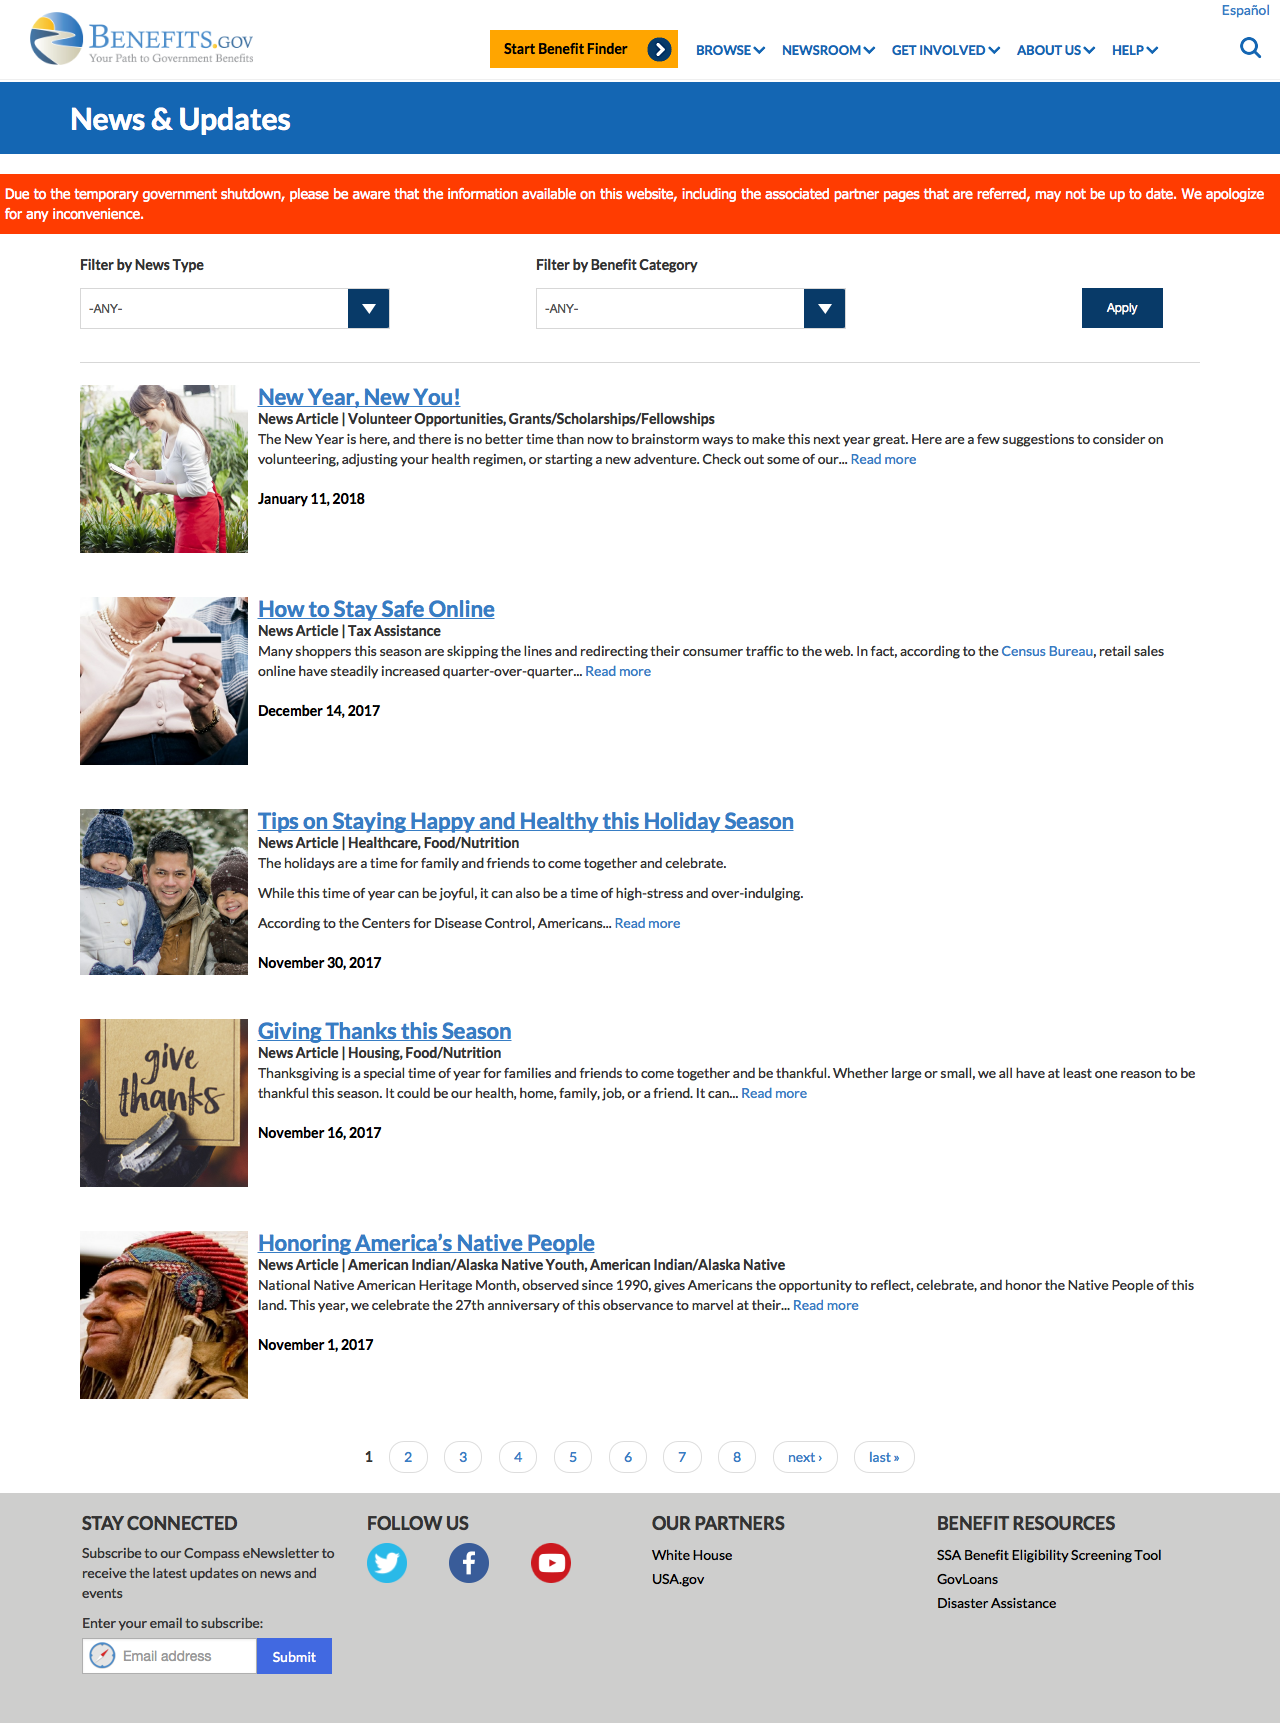 Español
BENEFITS.GOV
Your Path to Government Benefits
Start Benefit Finder
BROWSE
NEWSROOM
GET INVOLVED
ABOUT US
HELP
News & Updates
Due to the temporary government shutdown, please be aware that the information available on this website, including the associated partner pages that are referred, may not be up to date. We apologize
for any inconvenience.
Filter by News Type
Filter by Benefit Category
-ANY-
-ANY-
Apply
New Year, New You!
News Article | Volunteer Opportunities, Grants/Scholarships/Fellowships
The New Year is here, and there is no better time than now to brainstorm ways to make this next year great. Here are a few suggestions to consider on
volunteering, adjusting your health regimen, or starting a new adventure. Check out some of our... Read more
January 11, 2018
How to Stay Safe Online
News Article | Tax Assistance
Many shoppers this season are skipping the lines and redirecting their consumer traffic to the web. In fact, according to the Census Bureau, retail sales
online have steadily increased quarter-over-quarter... Read more
December 14, 2017
Tips on Staying Happy and Healthy this Holiday Season
News Article | Healthcare, Food/Nutrition
The holidays are a time for family and friends to come together and celebrate.
While this time of year can be joyful, it can also be a time of high-stress and over-indulging.
According to the Centers for Disease Control, Americans... Read more
November 30, 2017
give
thanks
Giving Thanks this Season
News Article | Housing, Food/Nutrition
Thanksgiving is a special time of year for families and friends to come together and be thankful. Whether large or small, we all have at least one reason to be
thankful this season. It could be our health, home, family, job, or a friend. It can... Read more
November 16, 2017
Honoring America's Native People
News Article | American Indian/Alaska Native Youth, American Indian/Alaska Native
National Native American Heritage Month, observed since 1990, gives Americans the opportunity to reflect, celebrate, and honor the Native People of this
land. This year, we celebrate the 27th anniversary of this observance to marvel at their... Read more
November 1, 2017
1 2 3 4 5 6 7 8 next › last »
STAY CONNECTED
Subscribe to our Compass eNewsletter to
receive the latest updates on news and
events
Enter your email to subscribe:
Email address
Submit
FOLLOW US
OUR PARTNERS
White House
USA.gov
BENEFIT RESOURCES
SSA Benefit Eligibility Screening Tool
GovLoans
Disaster Assistance